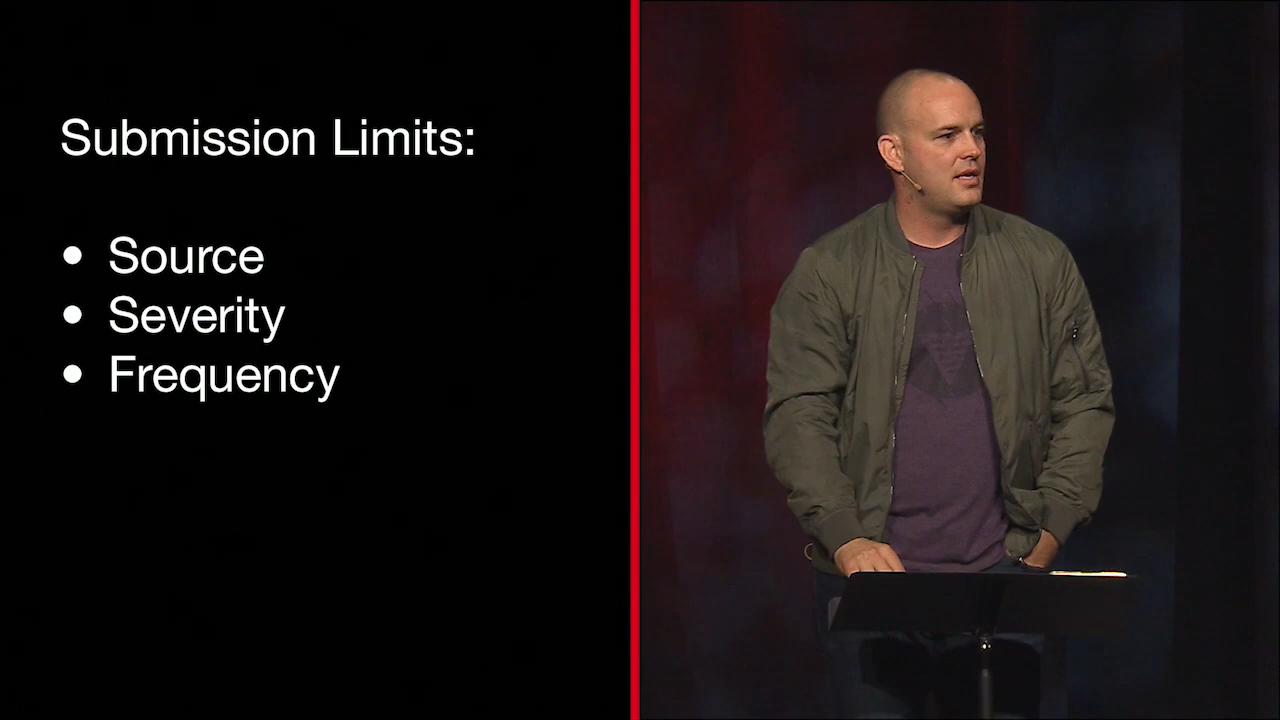 Submission Limits:
• Source
• Severity
• Frequency